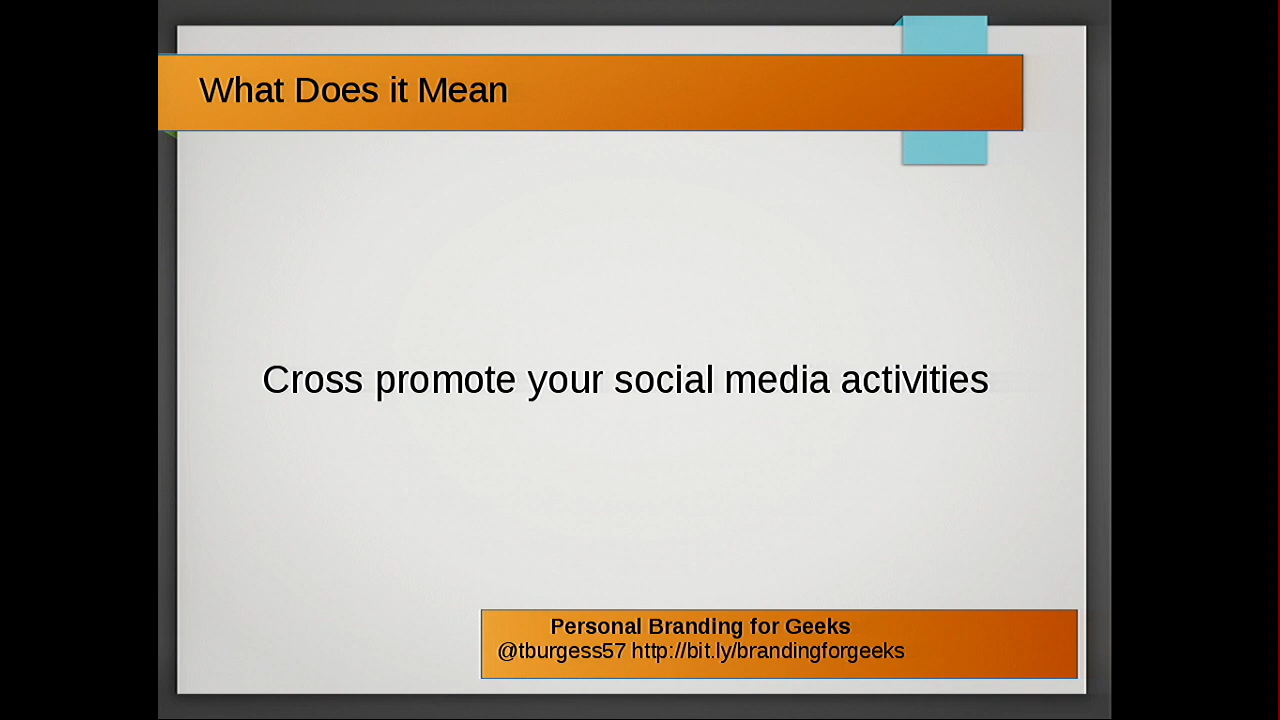 What Does it Mean
Cross promote your social media activities
Personal Branding for Geeks
@tburgess57 http://bit.ly/brandingforgeeks